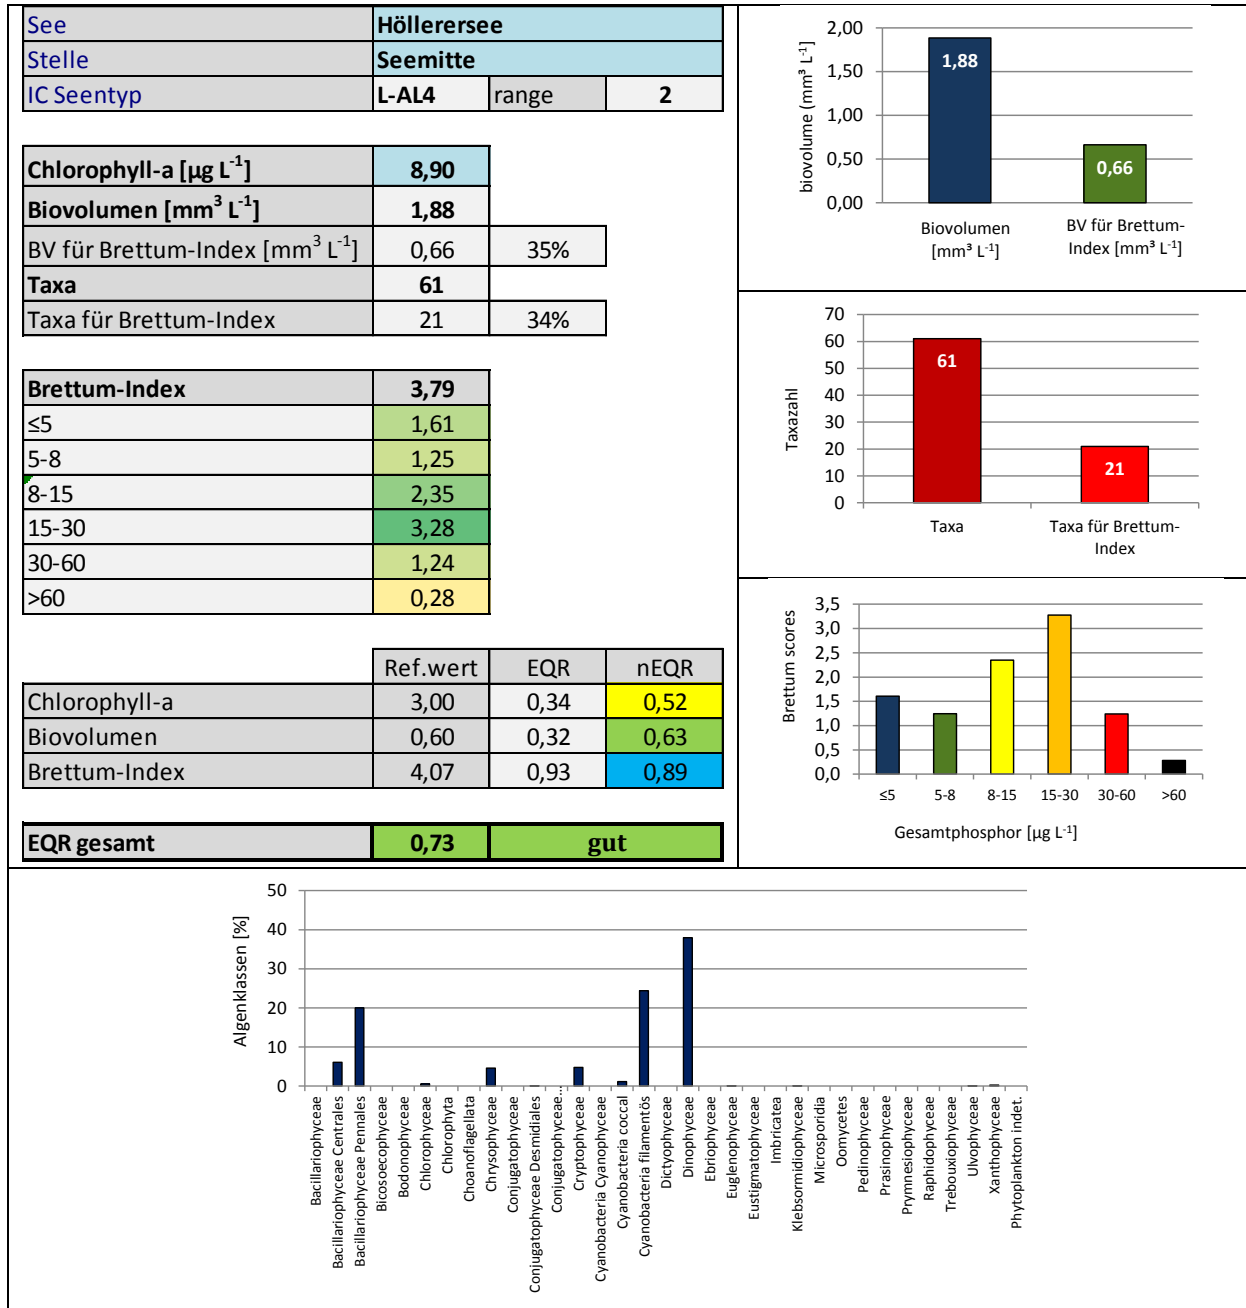 See Höllerersee
Stelle Seemitte
IC Seentyp L-AL4 range 2
Chlorophyll-a [µg L⁻¹] 8,90
Biovolumen [mm³ L⁻¹] 1,88
BV für Brettum-Index [mm³ L⁻¹] 0,66 35%
Taxa 61
Taxa für Brettum-Index 21 34%
Brettum-Index 3,79
≤5 1,61
5-8 1,25
8-15 2,35
15-30 3,28
30-60 1,24
>60 0,28
Ref.wert EQR nEQR
Chlorophyll-a 3,00 0,34 0,52
Biovolumen 0,60 0,32 0,63
Brettum-Index 4,07 0,93 0,89
EQR gesamt 0,73 gut
biovolume (mm³ L⁻¹]
2,00
1,50
1,00
0,50
0,00
1,88
0,66
Biovolumen
[mm³ L⁻¹]
BV für Brettum-
Index [mm³ L⁻¹]
Taxazahl
70
60
50
40
30
20
10
0
61
21
Taxa
Taxa für Brettum-
Index
Brettum scores
3,5
3,0
2,5
2,0
1,5
1,0
0,5
0,0
≤5 5-8 8-15 15-30 30-60 >60
Gesamtphosphor [µg L⁻¹]
Algenklassen [%]
50
40
30
20
10
0
Bacillariophyceae
Bacillariophyceae Centrales
Bacillariophyceae Pennales
Bicosoecophyceae
Bodonophyceae
Chlorophyceae
Chlorophyta
Choanoflagellata
Chrysophyceae
Conjugatophyceae
Conjugatophyceae Desmidiales
Conjugatophyceae...
Cryptophyceae
Cyanobacteria Cyanophyceae
Cyanobacteria coccal
Cyanobacteria filamentös
Dictyophyceae
Dinophyceae
Ebriophyceae
Euglenophyceae
Eustigmatophyceae
Imbricatea
Klebsormidiophyceae
Microsporidia
Oomycetes
Pedinophyceae
Prasinophyceae
Prymnesiophyceae
Raphidophyceae
Trebouxiophyceae
Ulvophyceae
Xanthophyceae
Phytoplankton indet.